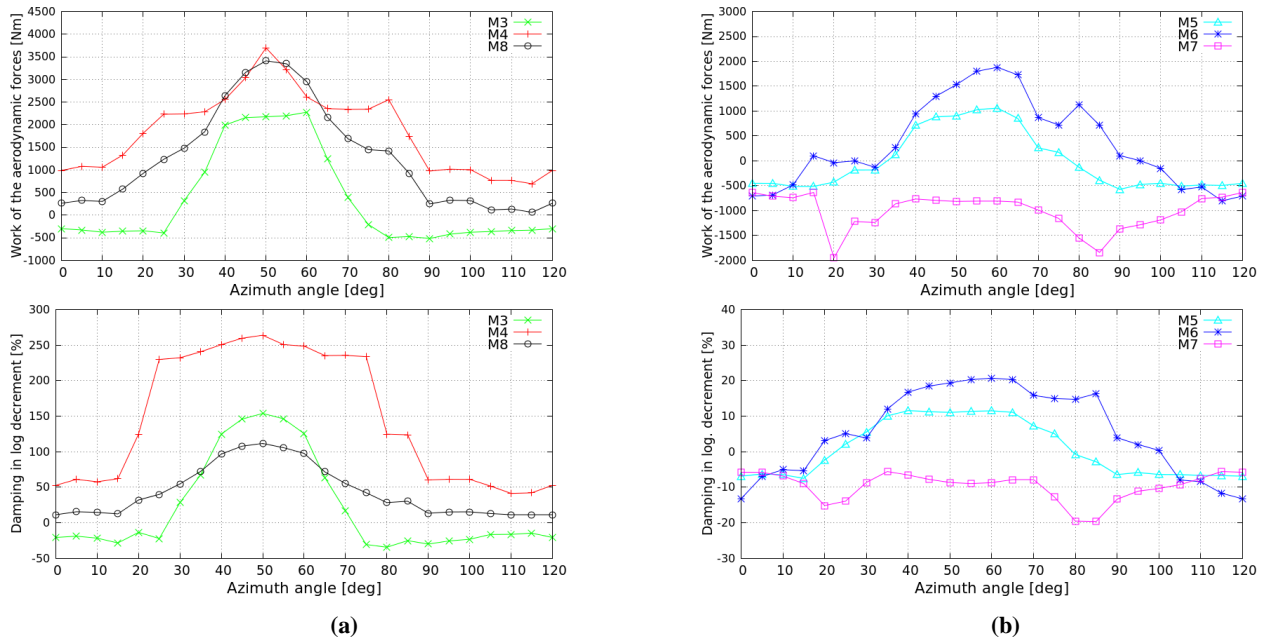 4500
4000
3500
3000
2500
2000
1500
1000
500
0
-500
-1000
Work of the aerodynamic forces [Nm]
M3
M4
M8
0 10 20 30 40 50 60 70 80 90 100 110 120
Azimuth angle [deg]
3000
2500
2000
1500
1000
500
0
-500
-1000
-1500
-2000
Work of the aerodynamic forces [Nm]
M5
M6
M7
0 10 20 30 40 50 60 70 80 90 100 110 120
Azimuth angle [deg]
300
250
200
150
100
50
0
-50
Damping in log decrement [%]
M3
M4
M8
0 10 20 30 40 50 60 70 80 90 100 110 120
Azimuth angle [deg]
40
30
20
10
0
-10
-20
-30
Damping in log. decrement [%]
M5
M6
M7
0 10 20 30 40 50 60 70 80 90 100 110 120
Azimuth angle [deg]
(a)
(b)